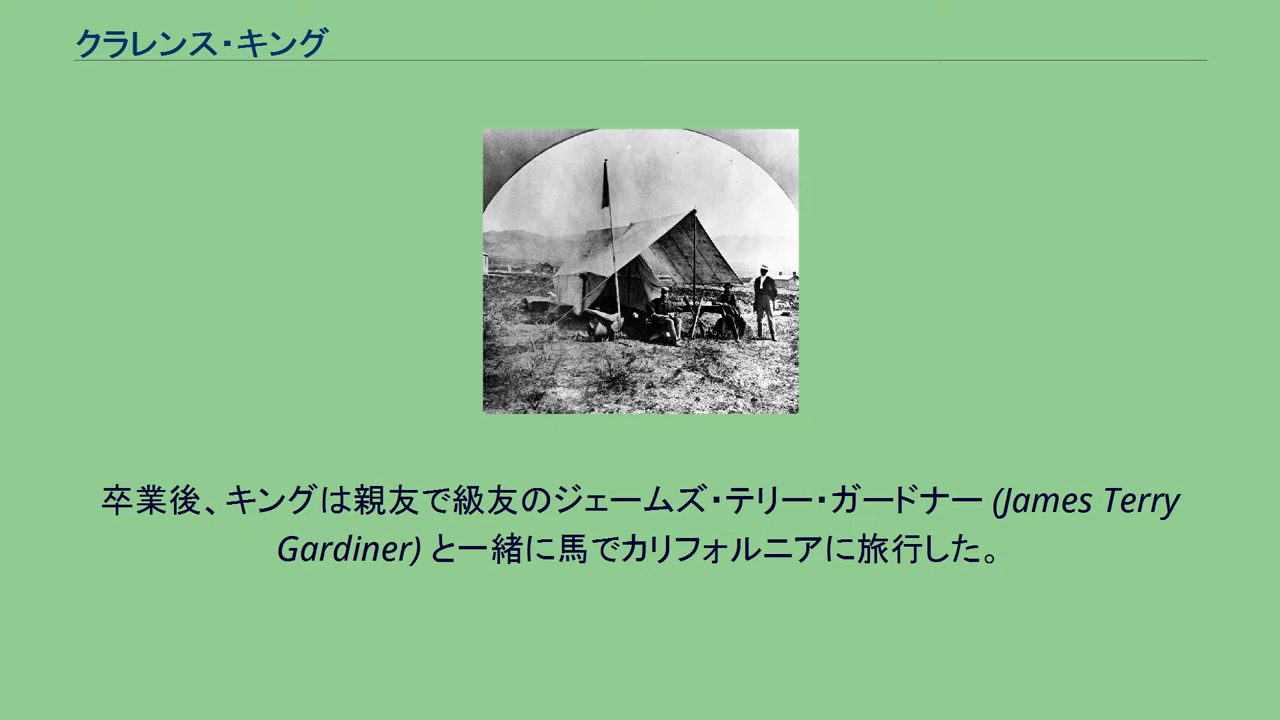 クラレンス・キング
卒業後、キングは親友で級友のジェームズ・テリー・ガードナー (James Terry
Gardiner) と一緒に馬でカリフォルニアに旅行した。